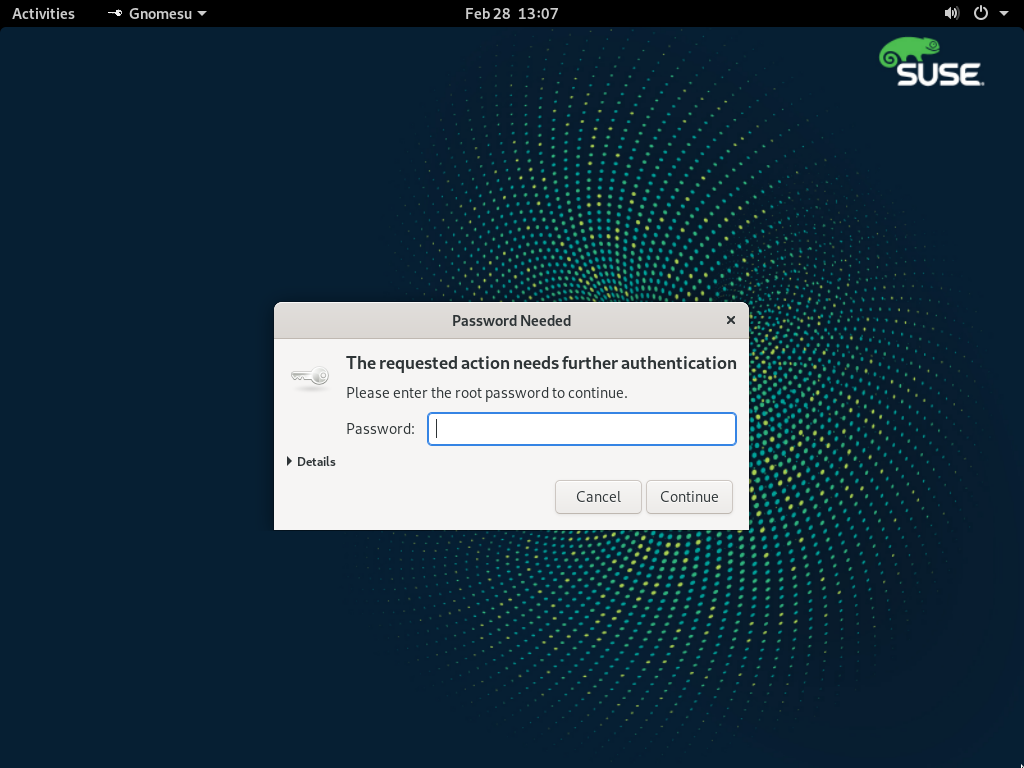 Activities Gnomesu Feb 28 13:07
SUSE
Password Needed
The requested action needs further authentication
Please enter the root password to continue.
Password:
Details
Cancel Continue